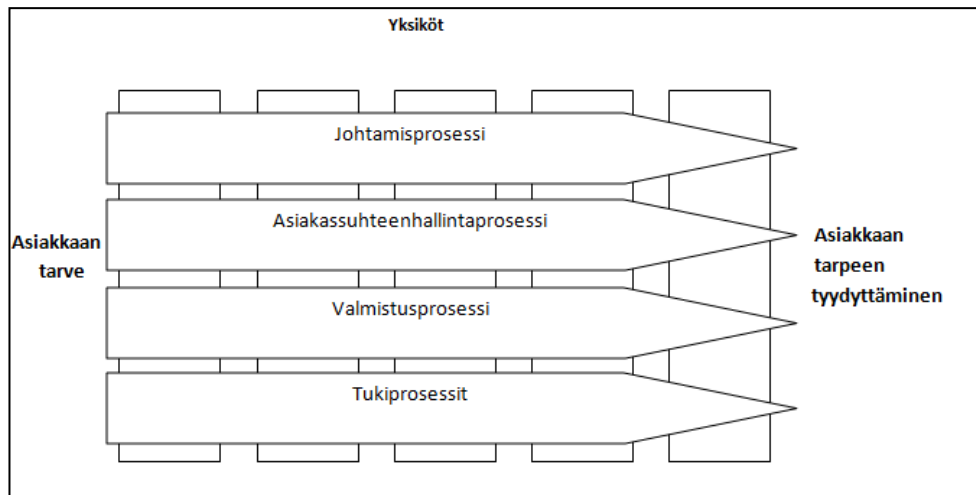 Yksiköt
Johtamisprosessi
Asiakassuhteenhallintaprosessi
Asiakkaan
tarve
Asiakkaan
tarpeen
tyydyttäminen
Valmistusprosessi
Tukiprosessit